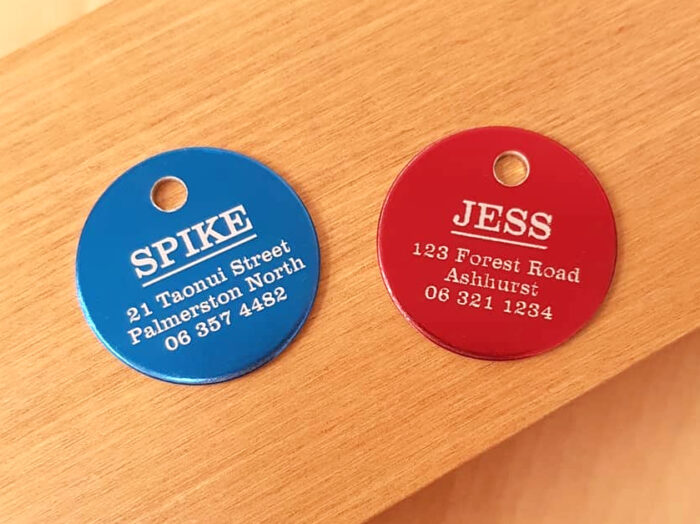 SPIKE
21 Taonui Street
Palmerston North
06 357 4482
JESS
123 Forest Road
Ashhurst
06 321 1234